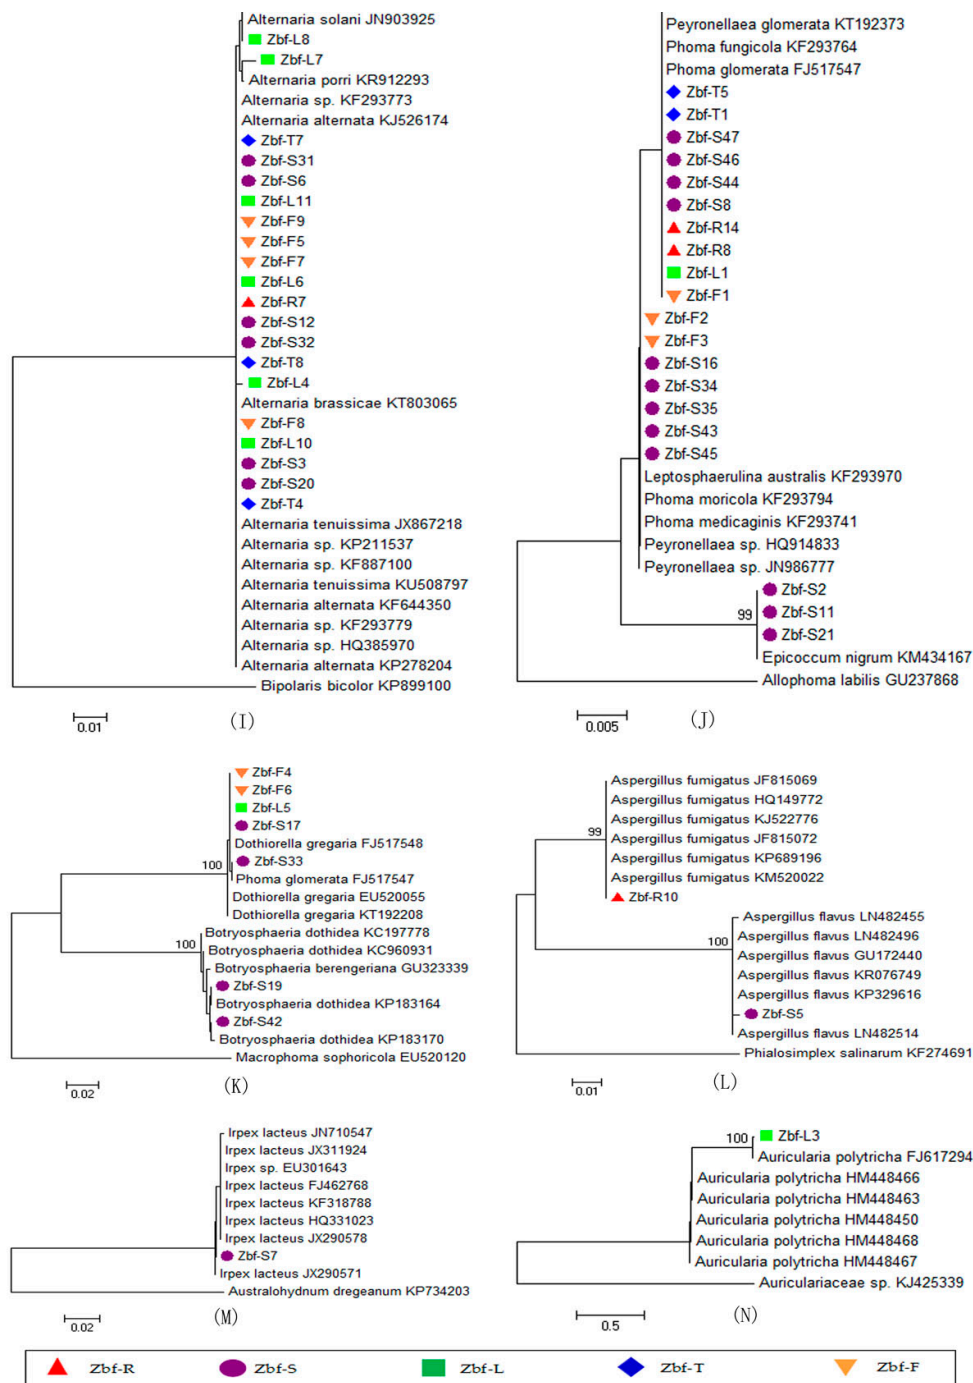 Alternaria solani JN903925
Zbf-L8
Zbf-L7
Alternaria porri KR912293
Alternaria sp. KF293773
Alternaria alternata KJ526174
Zbf-T7
Zbf-S31
Zbf-S6
Zbf-L11
Zbf-F9
Zbf-F5
Zbf-F7
Zbf-L6
Zbf-R7
Zbf-S12
Zbf-S32
Zbf-T8
Zbf-L4
Alternaria brassicae KT803065
Zbf-F8
Zbf-L10
Zbf-S3
Zbf-S20
Zbf-T4
Alternaria tenuissima JX867218
Alternaria sp. KP211537
Alternaria sp. KF887100
Alternaria tenuissima KU508797
Alternaria alternata KF644350
Alternaria sp. KF293779
Alternaria sp. HQ385970
Alternaria alternata KP278204
Bipolaris bicolor KP899100
0.01
(I)
Peyronellaea glomerata KT192373
Phoma fungicola KF293764
Phoma glomerata FJ517547
Zbf-T5
Zbf-T1
Zbf-S47
Zbf-S46
Zbf-S44
Zbf-S8
Zbf-R14
Zbf-R8
Zbf-L1
Zbf-F1
Zbf-F2
Zbf-F3
Zbf-S16
Zbf-S34
Zbf-S35
Zbf-S43
Zbf-S45
Leptosphaerulina australis KF293970
Phoma moricola KF293794
Phoma medicaginis KF293741
Peyronellaea sp. HQ914833
Peyronellaea sp. JN986777
Zbf-S2
Zbf-S11
99
Zbf-S21
Epicoccum nigrum KM434167
Allophoma labilis GU237868
0.005
(J)
Zbf-F4
Zbf-F6
Zbf-L5
Zbf-S17
Dothiorella gregaria FJ517548
Zbf-S33
100
Phoma glomerata FJ517547
Dothiorella gregaria EU520055
Dothiorella gregaria KT192208
Botryosphaeria dothidea KC197778
100
Botryosphaeria dothidea KC960931
Botryosphaeria berengeriana GU323339
Zbf-S19
Botryosphaeria dothidea KP183164
Zbf-S42
Botryosphaeria dothidea KP183170
Macrophoma sophoricola EU520120
0.02
(K)
Aspergillus fumigatus JF815069
Aspergillus fumigatus HQ149772
Aspergillus fumigatus KJ522776
99
Aspergillus fumigatus JF815072
Aspergillus fumigatus KP689196
Aspergillus fumigatus KM520022
Zbf-R10
Aspergillus flavus LN482455
Aspergillus flavus LN482496
100
Aspergillus flavus GU172440
Aspergillus flavus KR076749
Aspergillus flavus KP329616
Zbf-S5
Aspergillus flavus LN482514
Phialosimplex salinarum KF274691
0.01
(L)
Irpex lacteus JN710547
Irpex lacteus JX311924
Irpex sp. EU301643
Irpex lacteus FJ462768
Irpex lacteus KF318788
Irpex lacteus HQ331023
Irpex lacteus JX290578
Zbf-S7
Irpex lacteus JX290571
Australohydnum dregeanum KP734203
0.02
(M)
100
Zbf-L3
Auricularia polytricha FJ617294
Auricularia polytricha HM448466
Auricularia polytricha HM448463
Auricularia polytricha HM448450
Auricularia polytricha HM448468
Auricularia polytricha HM448467
Auriculariaceae sp. KJ425339
0.5
(N)
Zbf-R Zbf-S Zbf-L Zbf-T Zbf-F